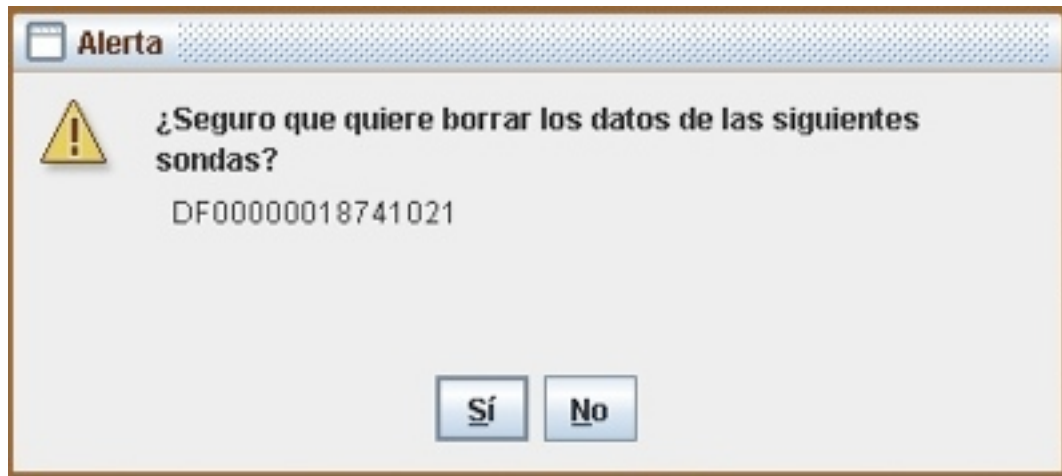 Alerta
¿Seguro que quiere borrar los datos de las siguientes
sondas?
DF00000018741021
Sí No